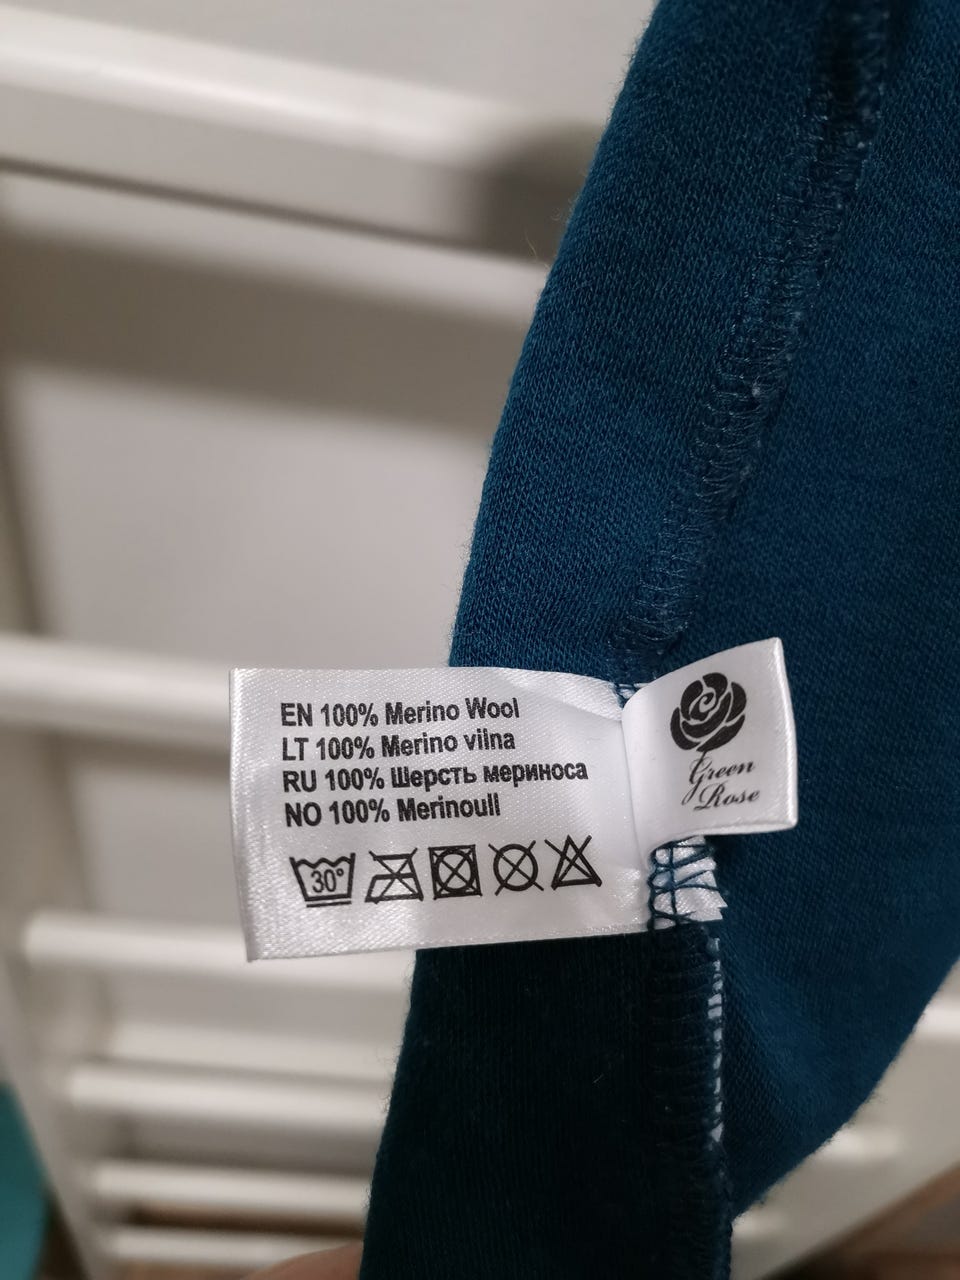 EN 100% Merino Wool
LT 100% Merino vilna
RU 100% Шерсть мериноса
NO 100% Merinoull
30°
Green
Rose